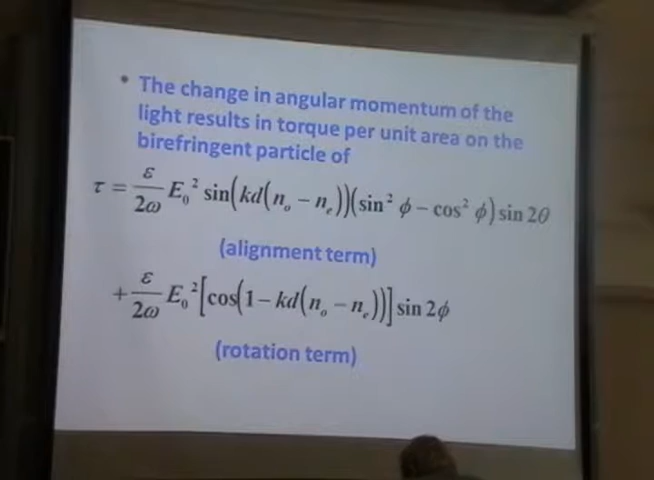 • The change in angular momentum of the
light results in torque per unit area on the
birefringent particle of
τ = ε/2ω E₀² sin(kd(nₒ − nₑ))(sin² ϕ − cos² ϕ) sin 2θ
(alignment term)
+ ε/2ω E₀² [cos(1 − kd(nₒ − nₑ))] sin 2ϕ
(rotation term)